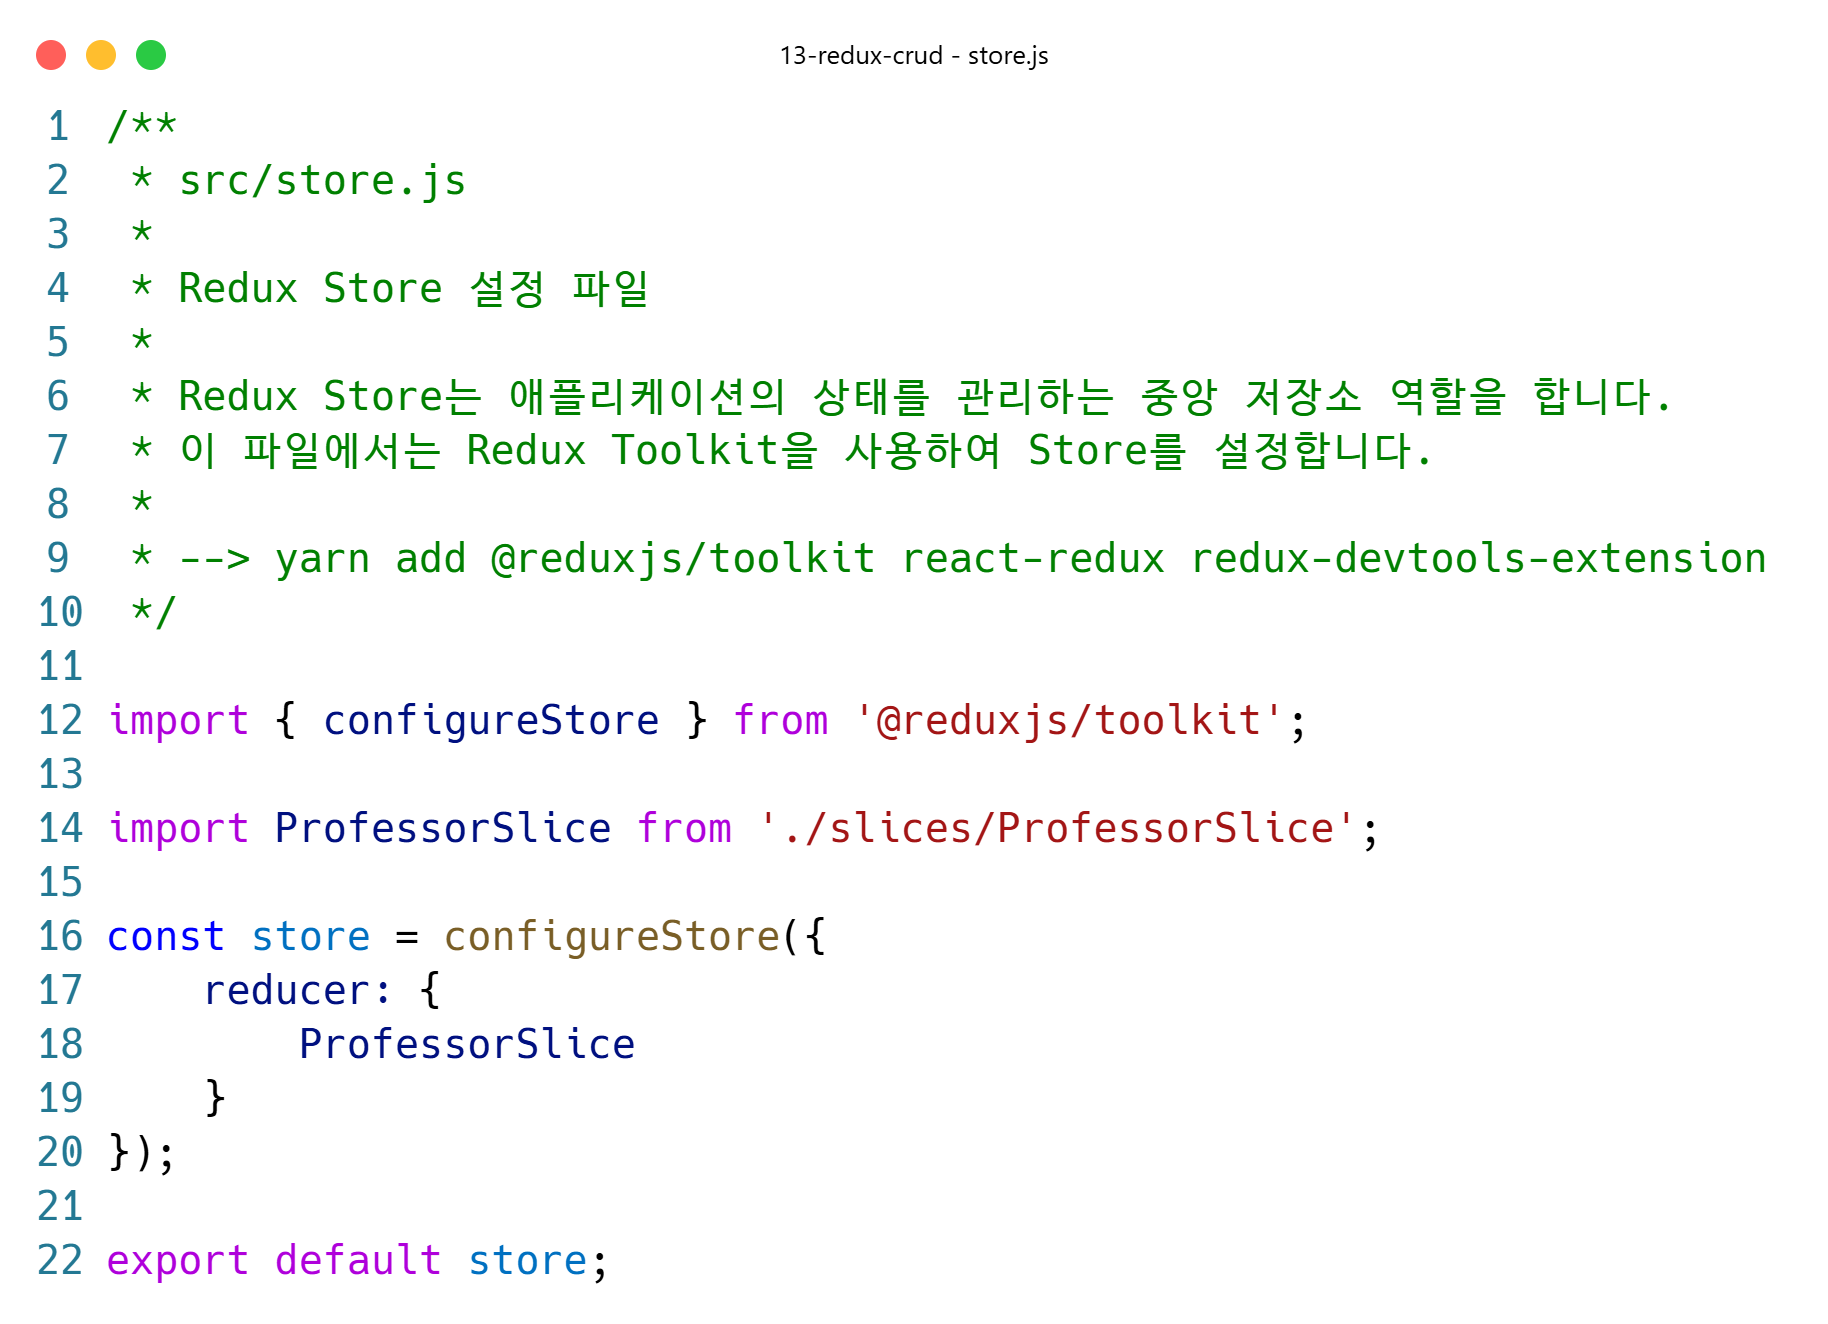 13-redux-crud - store.js
1 /**
2  * src/store.js
3  *
4  * Redux Store 설정 파일
5  *
6  * Redux Store는 애플리케이션의 상태를 관리하는 중앙 저장소 역할을 합니다.
7  * 이 파일에서는 Redux Toolkit을 사용하여 Store를 설정합니다.
8  *
9  * --> yarn add @reduxjs/toolkit react-redux redux-devtools-extension
10  */
11
12 import { configureStore } from '@reduxjs/toolkit';
13
14 import ProfessorSlice from './slices/ProfessorSlice';
15
16 const store = configureStore({
17     reducer: {
18         ProfessorSlice
19     }
20 });
21
22 export default store;